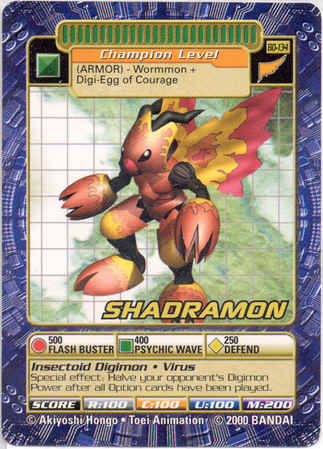 Champion Level
BO-134
(ARMOR) - Wormmon +
Digi-Egg of Courage
SHADRAMON
500 FLASH BUSTER 400 PSYCHIC WAVE 250 DEFEND
Insectoid Digimon • Virus
Special effect: Halve your opponent's Digimon
Power after all Option cards have been played.
SCORE R:100 C:100 U:100 M:200
©Akiyoshi Hongo • Toei Animation • © 2000 BANDAI